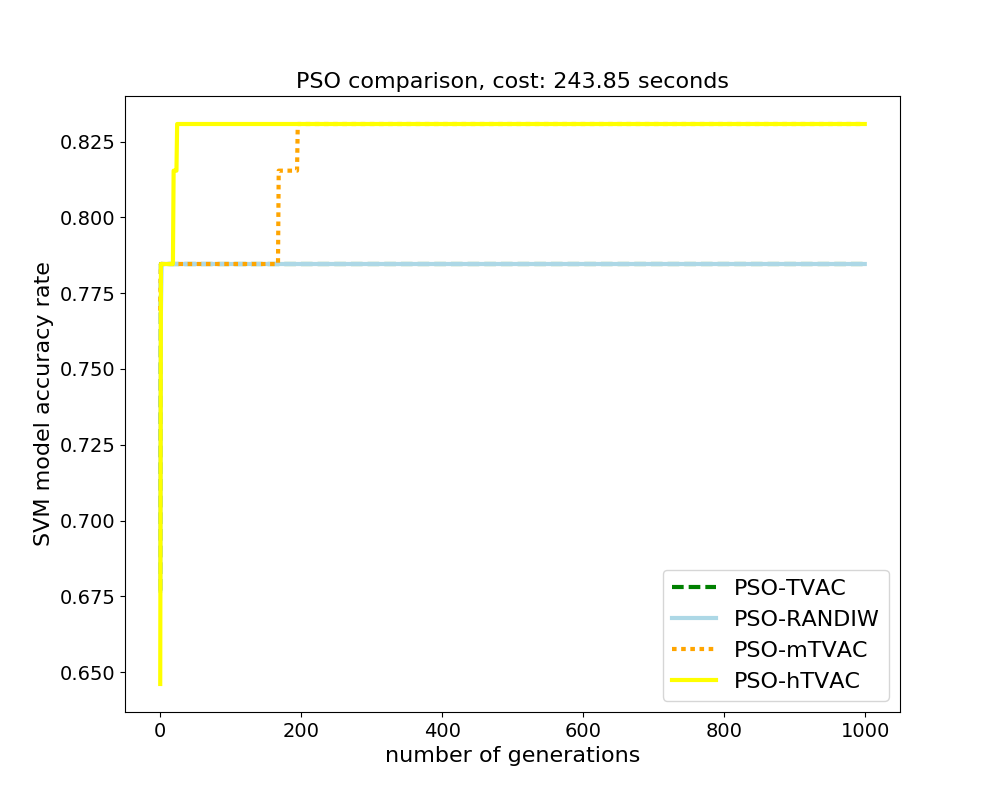 PSO comparison, cost: 243.85 seconds
SVM model accuracy rate
0.825
0.800
0.775
0.750
0.725
0.700
0.675
0.650
PSO-TVAC
PSO-RANDIW
PSO-mTVAC
PSO-hTVAC
0 200 400 600 800 1000
number of generations